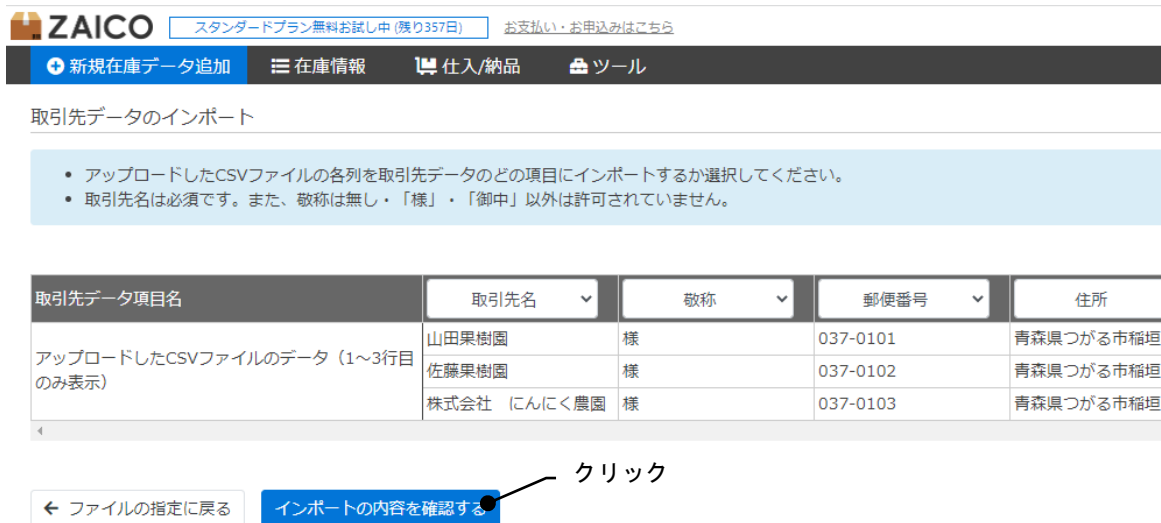 ZAICO スタンダードプラン無料お試し中 (残り357日) お支払い・お申込みはこちら
新規在庫データ追加 在庫情報 仕入/納品 ツール
取引先データのインポート
• アップロードしたCSVファイルの各列を取引先データのどの項目にインポートするか選択してください。
• 取引先名は必須です。また、敬称は無し・「様」・「御中」以外は許可されていません。
取引先データ項目名 取引先名 敬称 郵便番号 住所
アップロードしたCSVファイルのデータ（1～3行目
のみ表示）
山田果樹園 様 037-0101 青森県つがる市稲垣
佐藤果樹園 様 037-0102 青森県つがる市稲垣
株式会社　にんにく農園 様 037-0103 青森県つがる市稲垣
クリック
ファイルの指定に戻る インポートの内容を確認する